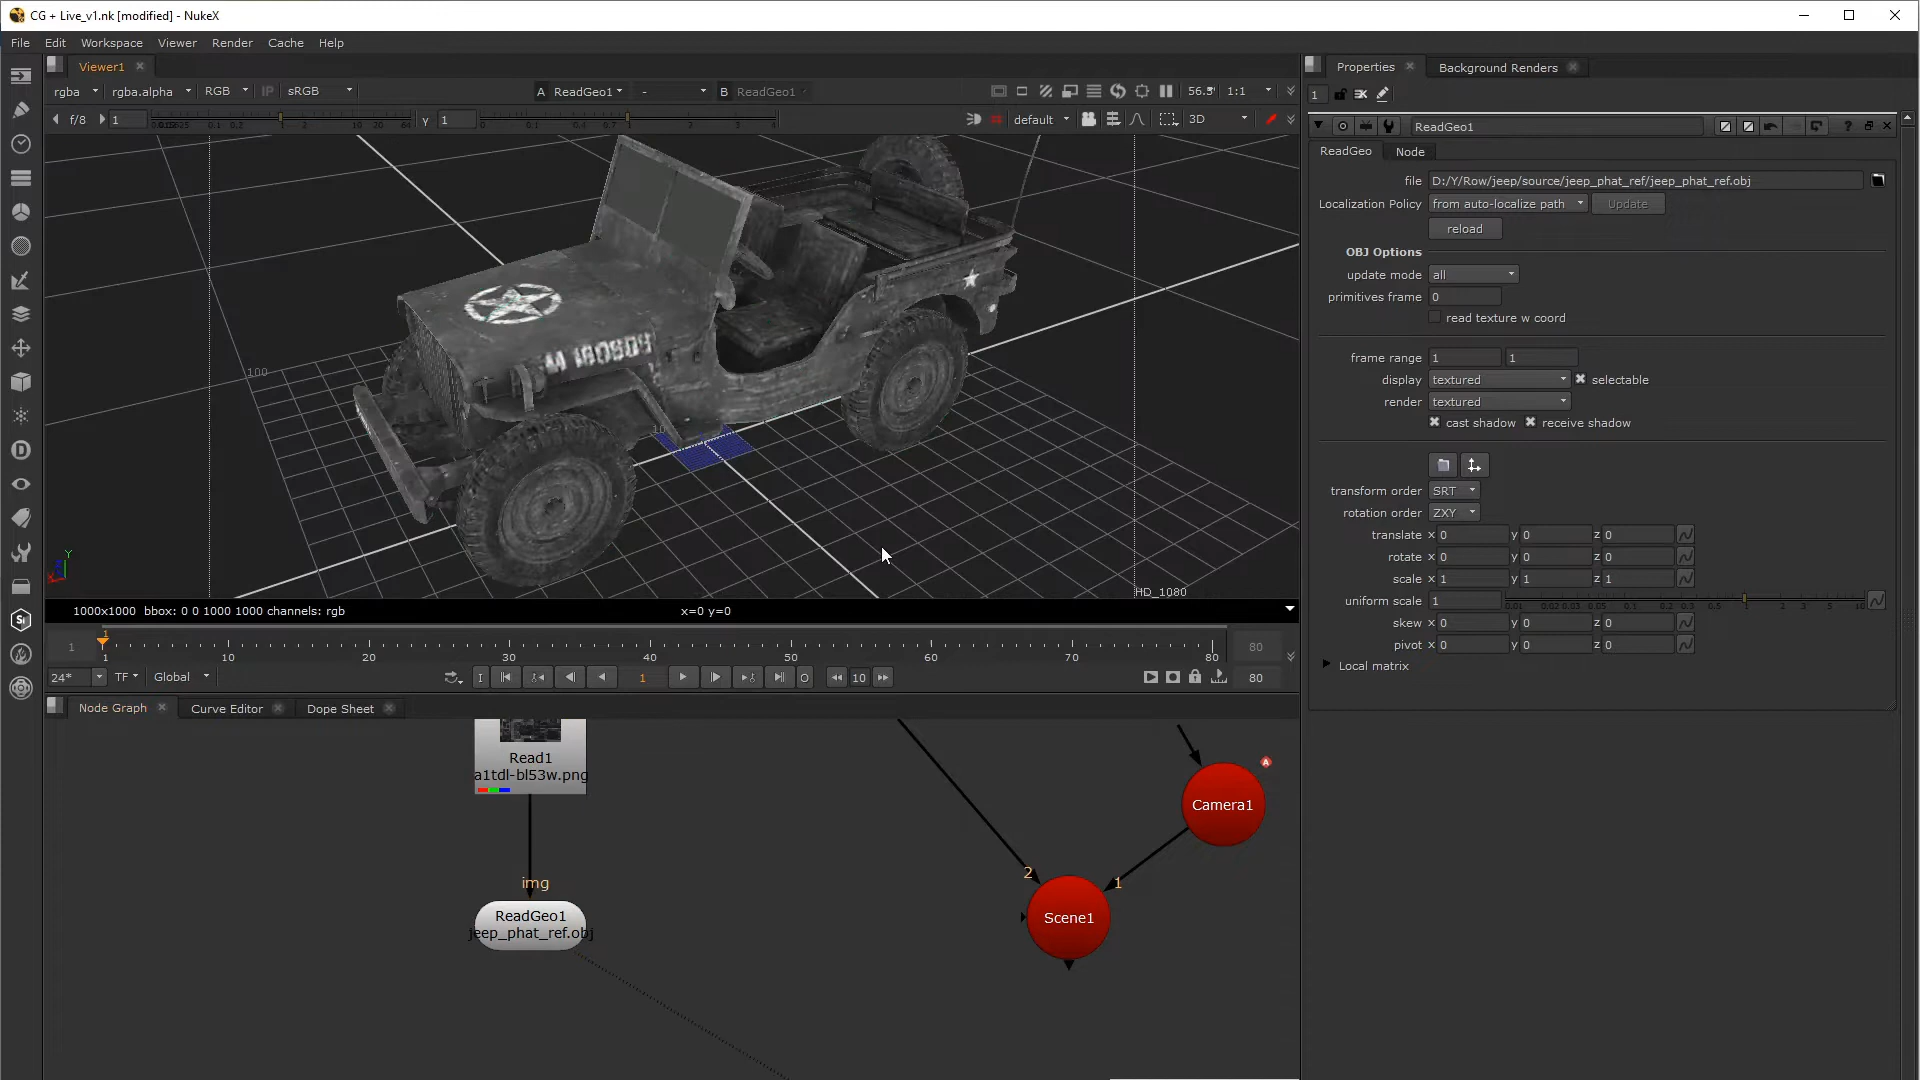 CG + Live_v1.nk [modified] - NukeX
File Edit Workspace Viewer Render Cache Help
Viewer1
Properties
Background Renders
rgba rgba.alpha RGB IP sRGB A ReadGeo1 - B ReadGeo1 56.3 1:1
1
f/8 1 y 1 default 3D
ReadGeo1
ReadGeo Node
file D:/Y/Row/jeep/source/jeep_phat_ref/jeep_phat_ref.obj
Localization Policy from auto-localize path Update
reload
OBJ Options
update mode all
primitives frame 0
read texture w coord
frame range 1 1
display textured selectable
render textured
cast shadow receive shadow
transform order SRT
rotation order ZXY
translate x 0 y 0 z 0
rotate x 0 y 0 z 0
scale x 1 y 1 z 1
uniform scale 1
skew x 0 y 0 z 0
pivot x 0 y 0 z 0
Local matrix
100
10
Y
HD_1080
1000x1000 bbox: 0 0 1000 1000 channels: rgb x=0 y=0
1 1 80
1 10 20 30 40 50 60 70 80
24* TF Global I 1 O 10 80
Node Graph Curve Editor Dope Sheet
Read1
a1tdl-bl53w.png
img
ReadGeo1
jeep_phat_ref.obj
A
Camera1
2
1
Scene1